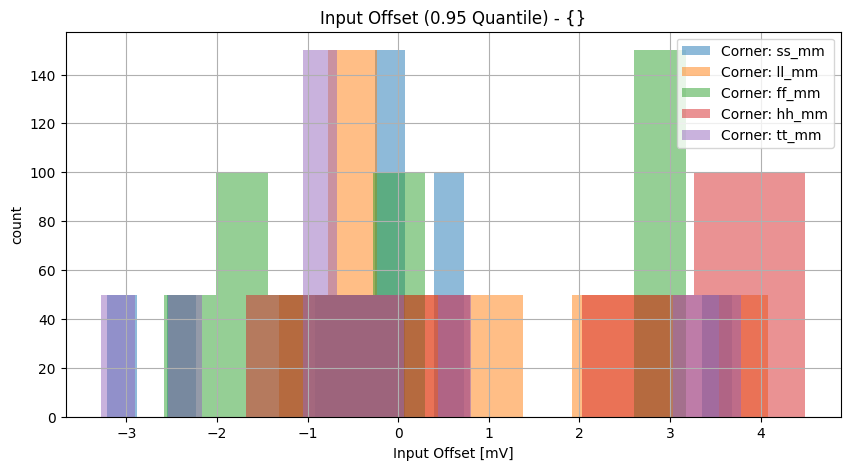 Input Offset (0.95 Quantile) - {}
Corner: ss_mm
Corner: ll_mm
Corner: ff_mm
Corner: hh_mm
Corner: tt_mm
count
140
120
100
80
60
40
20
0
−3 −2 −1 0 1 2 3 4
Input Offset [mV]